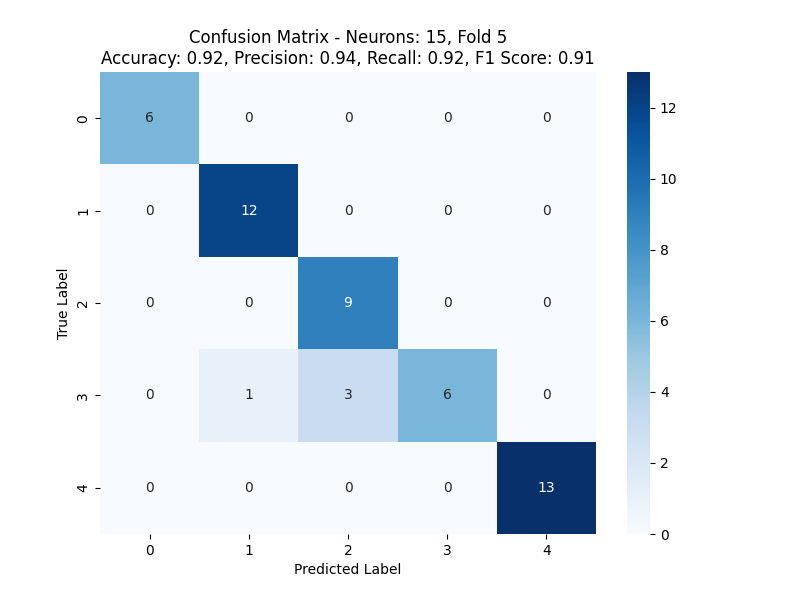 Confusion Matrix - Neurons: 15, Fold 5
Accuracy: 0.92, Precision: 0.94, Recall: 0.92, F1 Score: 0.91
True Label
0 6 0 0 0 0
1 0 12 0 0 0
2 0 0 9 0 0
3 0 1 3 6 0
4 0 0 0 0 13
0 1 2 3 4
Predicted Label
12
10
8
6
4
2
0